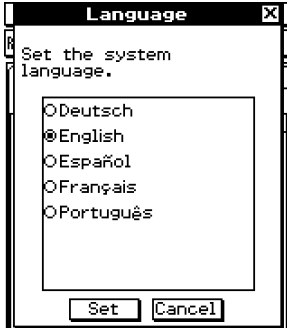 Language X
Set the system
language.
Deutsch
English
Español
Français
Português
Set Cancel